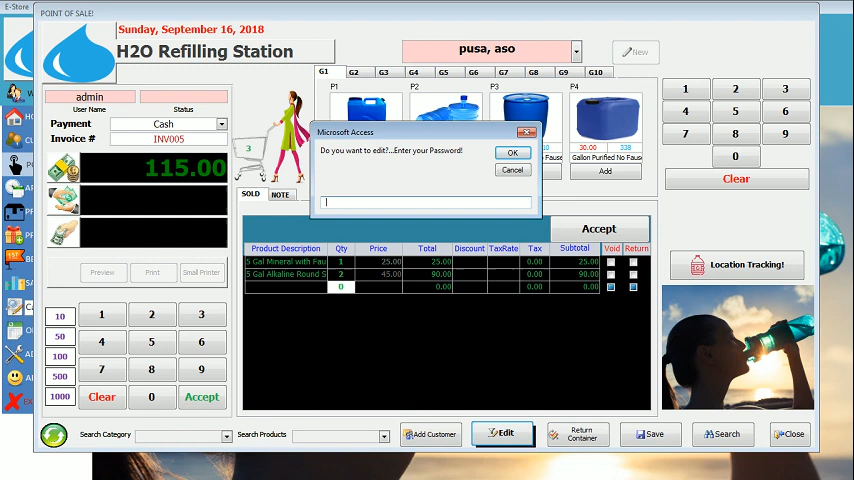 E-Store
POINT OF SALE!
Sunday, September 16, 2018
H2O Refilling Station
pusa, aso
New
admin
User Name
Status
Payment
Cash
Invoice #
INV005
115.00
Preview
Print
Small Printer
G1 G2 G3 G4 G5 G6 G7 G8 G9 G10
P1 P2 P3 P4
3
30.00 338
Gallon Purified No Fause
Add
Microsoft Access
Do you want to edit?...Enter your Password!
OK
Cancel
SOLD NOTE
Accept
Product Description Qty Price Total Discount TaxRate Tax Subtotal Void Return
5 Gal Mineral with Fau 1 25.00 25.00 0.00 25.00
5 Gal Alkaline Round S 2 45.00 90.00 0.00 90.00
0 0.00 0.00 0.00
1 2 3
4 5 6
7 8 9
0
Clear
Location Tracking!
10
50
100
500
1000
1 2 3
4 5 6
7 8 9
Clear 0 Accept
Search Category
Search Products
Add Customer
Edit
Return
Container
Save
Search
Close